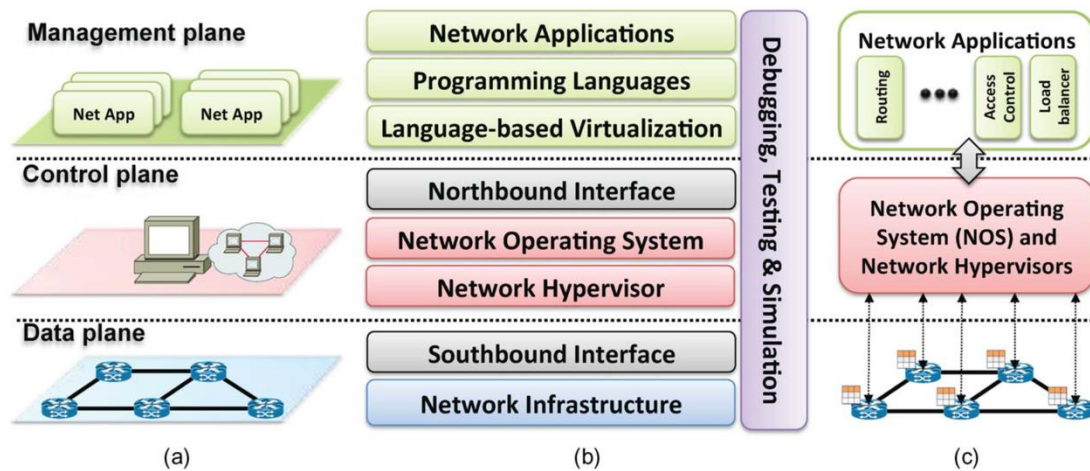 Management plane
Net App
Net App
Control plane
Data plane
(a)
Network Applications
Programming Languages
Language-based Virtualization
Northbound Interface
Network Operating System
Network Hypervisor
Southbound Interface
Network Infrastructure
Debugging, Testing & Simulation
(b)
Network Applications
Routing
Access
Control
Load
balancer
Network Operating
System (NOS) and
Network Hypervisors
(c)